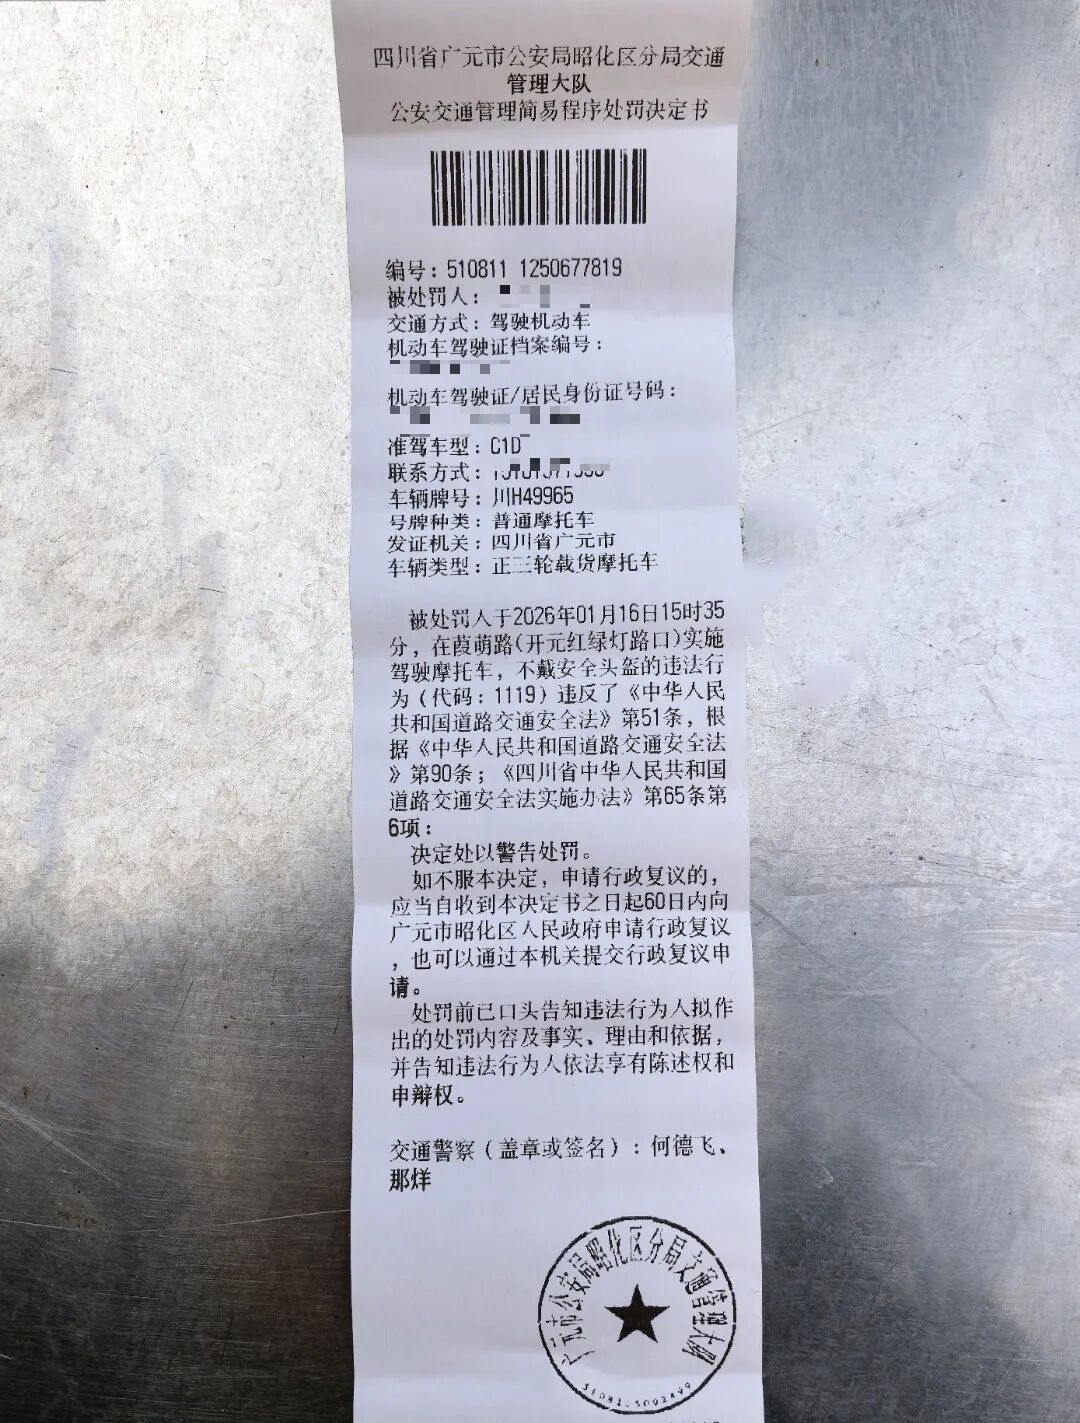 四川省广元市公安局昭化区分局交通
管理大队
公安交通管理简易程序处罚决定书
编号：510811 1250677819
被处罚人：
交通方式：驾驶机动车
机动车驾驶证档案编号：
机动车驾驶证/居民身份证号码：
准驾车型：C1D
联系方式：
车辆牌号：川H49965
号牌种类：普通摩托车
发证机关：四川省广元市
车辆类型：正三轮载货摩托车
被处罚人于2026年01月16日15时35
分，在葭萌路(开元红绿灯路口)实施
驾驶摩托车，不戴安全头盔的违法行
为（代码：1119）违反了《中华人民
共和国道路交通安全法》第51条，根
据《中华人民共和国道路交通安全法
》第90条；《四川省中华人民共和国
道路交通安全法实施办法》第65条第
6项：
决定处以警告处罚。
如不服本决定，申请行政复议的，
应当自收到本决定书之日起60日内向
广元市昭化区人民政府申请行政复议
，也可以通过本机关提交行政复议申
请。
处罚前已口头告知违法行为人拟作
出的处罚内容及事实、理由和依据，
并告知违法行为人依法享有陈述权和
申辩权。
交通警察（盖章或签名）：何德飞、
那烊
广元市公安局昭化区分局交通管理大队